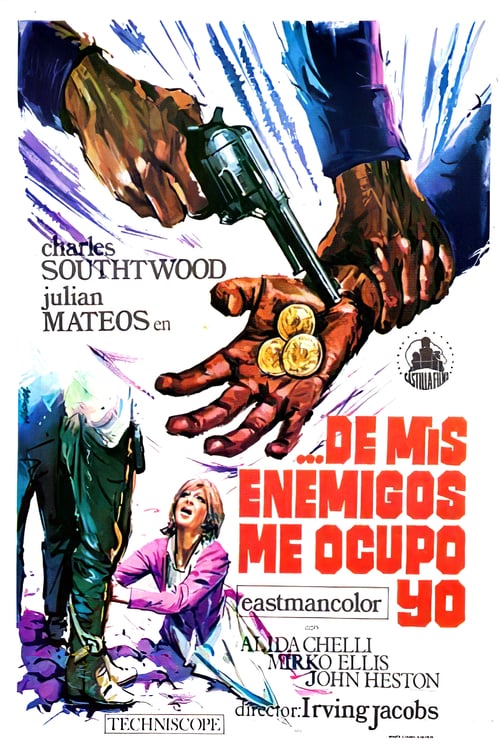 charles
SOUTHTWOOD
julian
MATEOS en
CASTILLA FILMS
...DE MIS
ENEMIGOS
ME OCUPO
YO
eastmancolor
con
ALIDA CHELLI
MIRKO ELLIS
JOHN HESTON
director: Irving Jacobs
TECHNISCOPE